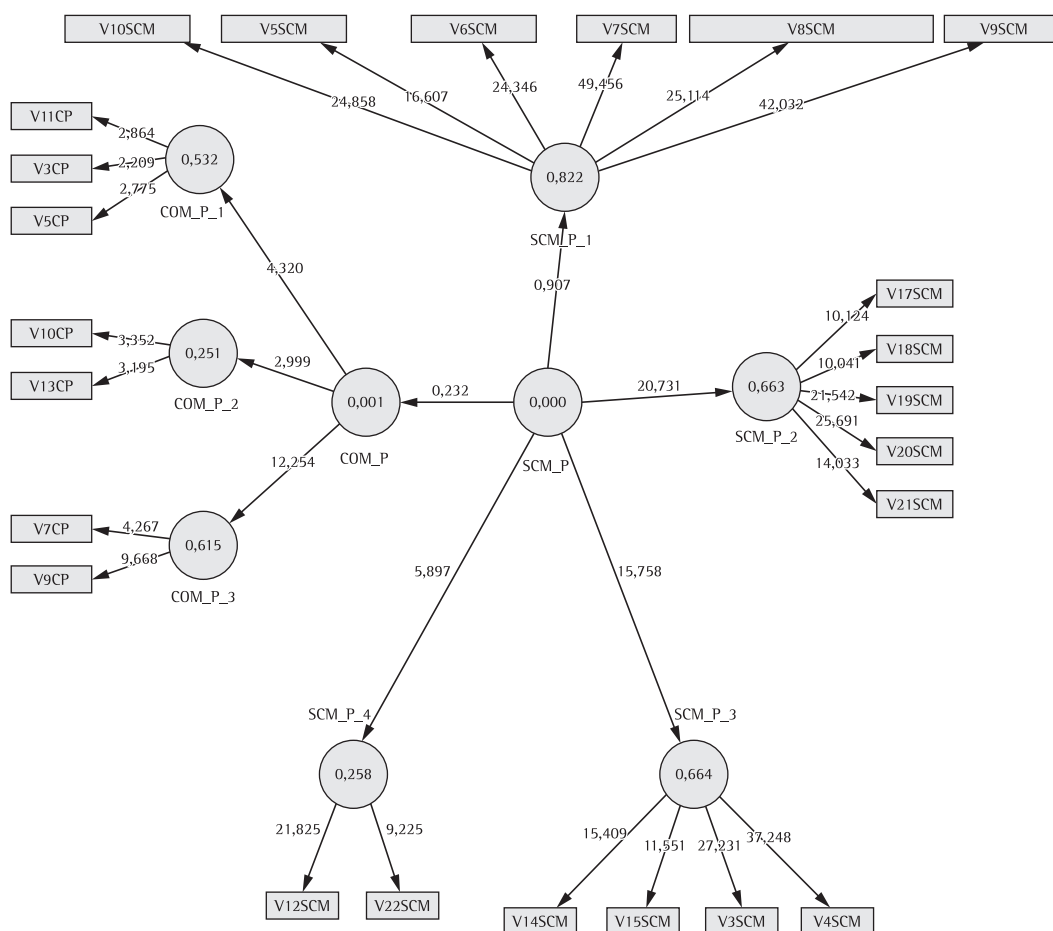 V10SCM
V5SCM
V6SCM
V7SCM
V8SCM
V9SCM
24,858
16,607
24,346
49,456
25,114
42,032
V11CP
V3CP
V5CP
2,864
2,209
2,775
0,532
COM_P_1
0,822
SCM_P_1
4,320
0,907
V10CP
V13CP
3,352
3,195
0,251
COM_P_2
2,999
0,001
COM_P
0,232
0,000
SCM_P
20,731
0,663
SCM_P_2
10,124
10,041
21,542
25,691
14,033
V17SCM
V18SCM
V19SCM
V20SCM
V21SCM
12,254
V7CP
V9CP
4,267
9,668
0,615
COM_P_3
5,897
15,758
SCM_P_4
0,258
21,825
9,225
V12SCM
V22SCM
SCM_P_3
0,664
15,409
11,551
27,231
37,248
V14SCM
V15SCM
V3SCM
V4SCM